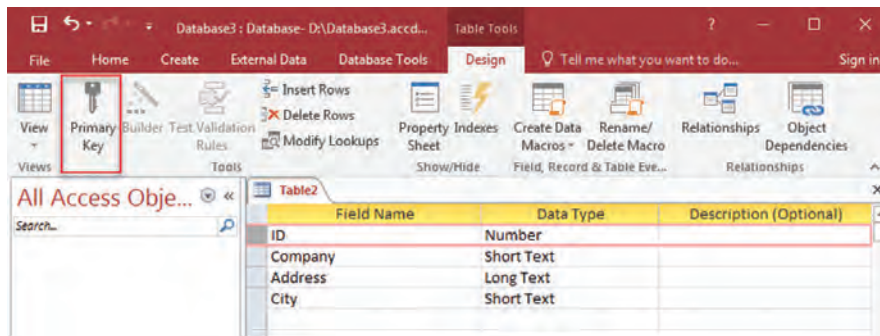 Database3 : Database- D:\Database3.accd... Table Tools ?
File Home Create External Data Database Tools Design Tell me what you want to do... Sign in
View Primary Key Builder Test Validation Rules
Insert Rows
Delete Rows
Modify Lookups
Property Sheet Indexes Create Data Macros Rename/ Delete Macro Relationships Object Dependencies
Views Tools Show/Hide Field, Record & Table Eve... Relationships
All Access Obje... «
Search...
Table2
Field Name Data Type Description (Optional)
ID Number
Company Short Text
Address Long Text
City Short Text